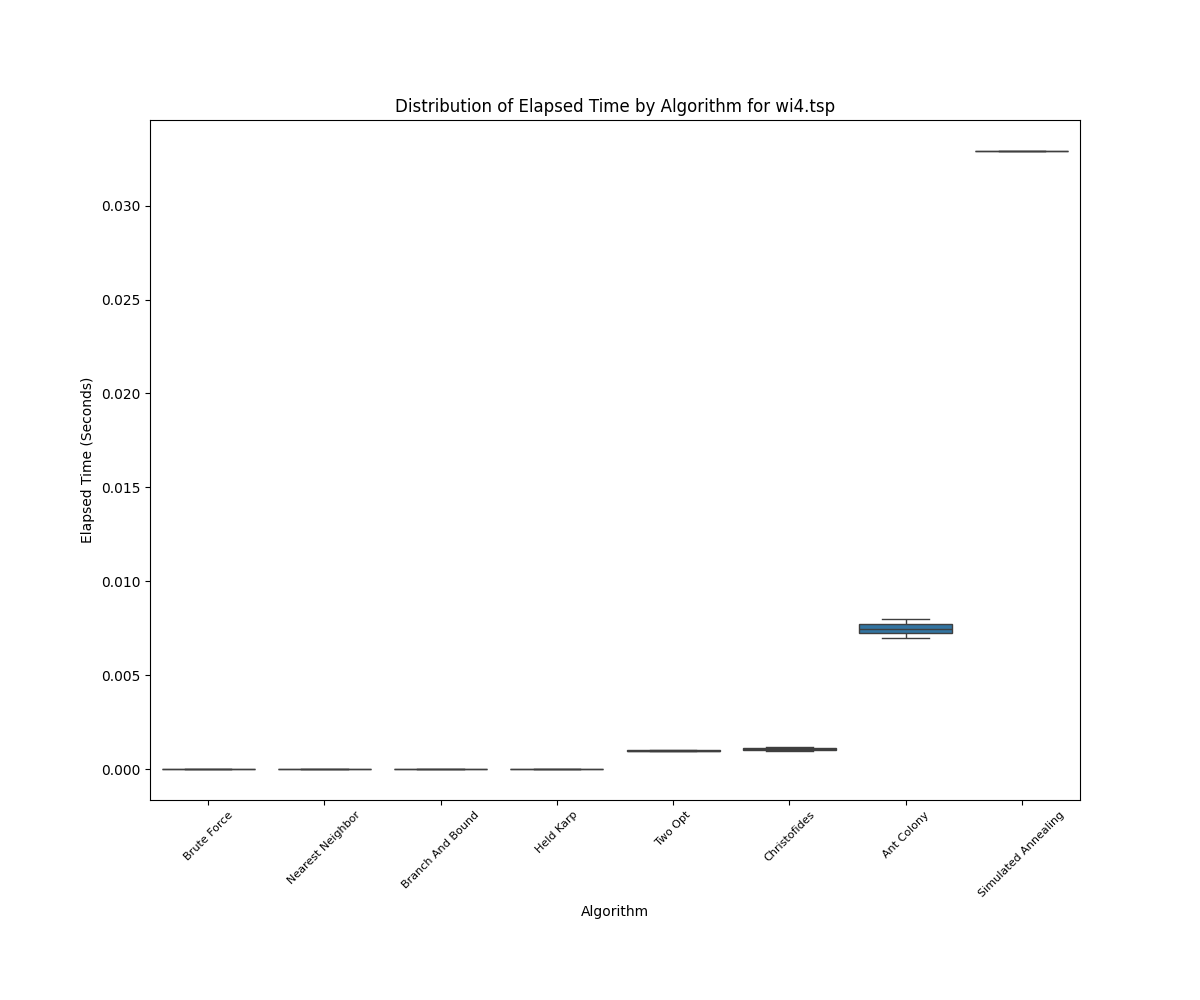 Distribution of Elapsed Time by Algorithm for wi4.tsp
Elapsed Time (Seconds)
0.030
0.025
0.020
0.015
0.010
0.005
0.000
Brute Force
Nearest Neighbor
Branch And Bound
Held Karp
Two Opt
Christofides
Ant Colony
Simulated Annealing
Algorithm